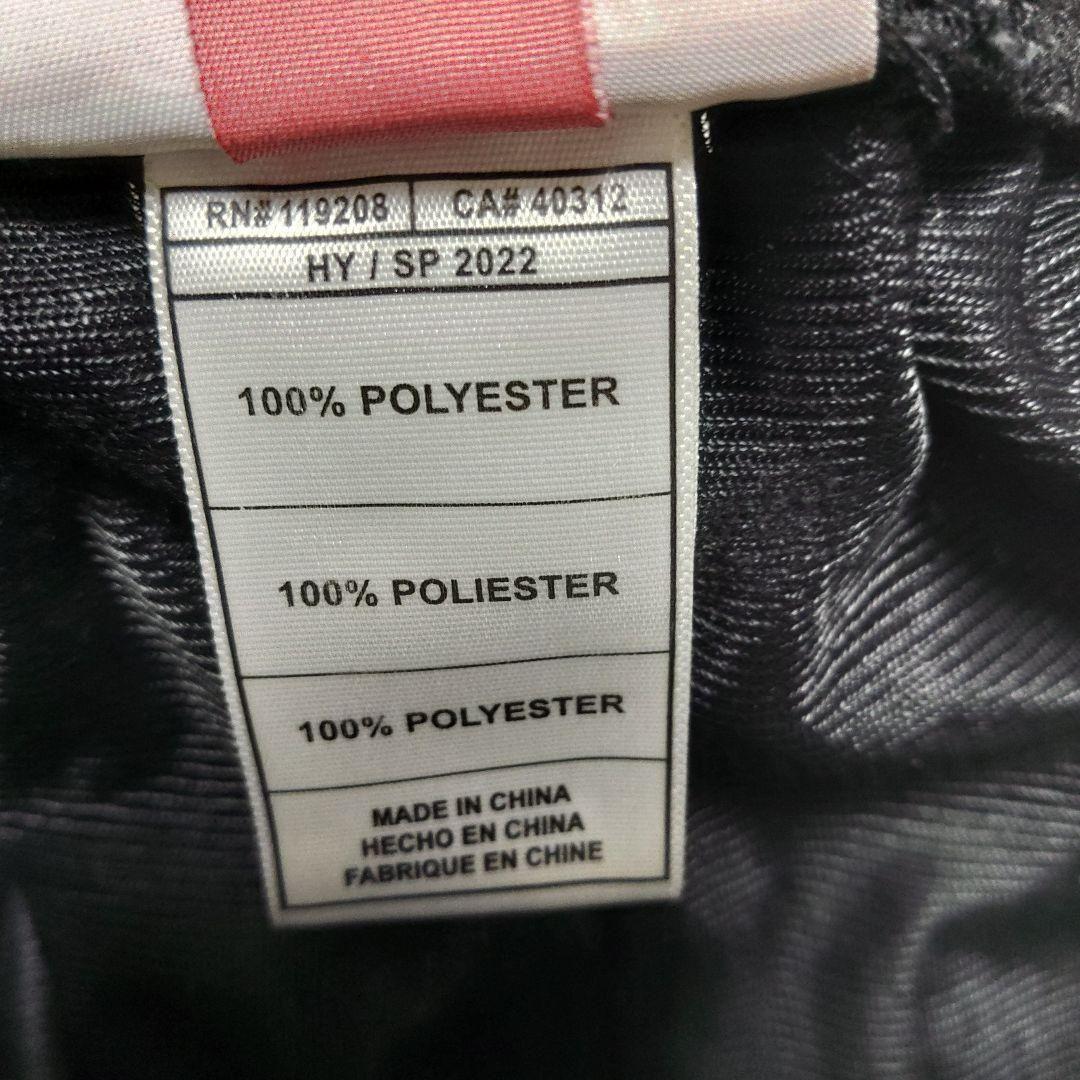 RN# 119208 CA# 40312
HY / SP 2022
100% POLYESTER
100% POLIESTER
100% POLYESTER
MADE IN CHINA
HECHO EN CHINA
FABRIQUE EN CHINE